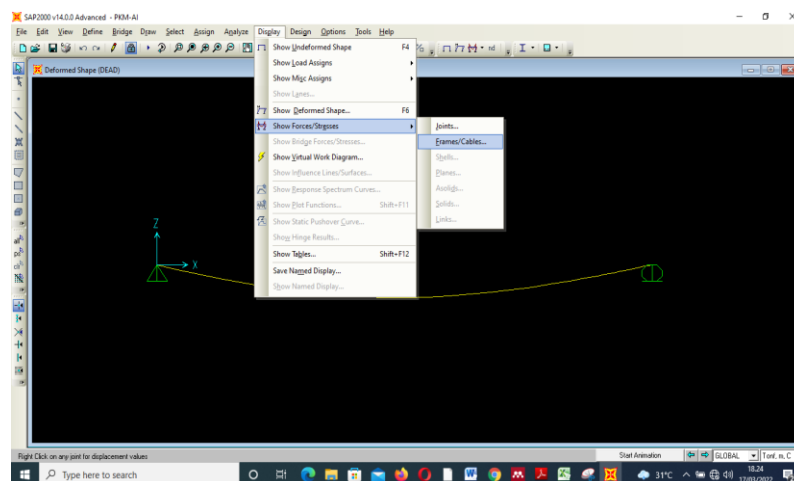 SAP2000 v14.0.0 Advanced - PKM-AI
File Edit View Define Bridge Draw Select Assign Analyze Display Design Options Tools Help
Deformed Shape (DEAD)
Show Undeformed Shape F4
Show Load Assigns
Show Misc Assigns
Show Lanes...
Show Deformed Shape... F6
Show Forces/Stresses
Show Bridge Forces/Stresses...
Show Virtual Work Diagram...
Show Influence Lines/Surfaces...
Show Response Spectrum Curves...
Show Plot Functions... Shift+F11
Show Static Pushover Curve...
Show Hinge Results...
Show Tables... Shift+F12
Save Named Display...
Show Named Display...
Joints...
Frames/Cables...
Shells...
Planes...
Asolids...
Solids...
Links...
Z
X
Right Click on any joint for displacement values
Start Animation
GLOBAL
Tonf, m, C
Type here to search
31°C
18.24
17/03/2022